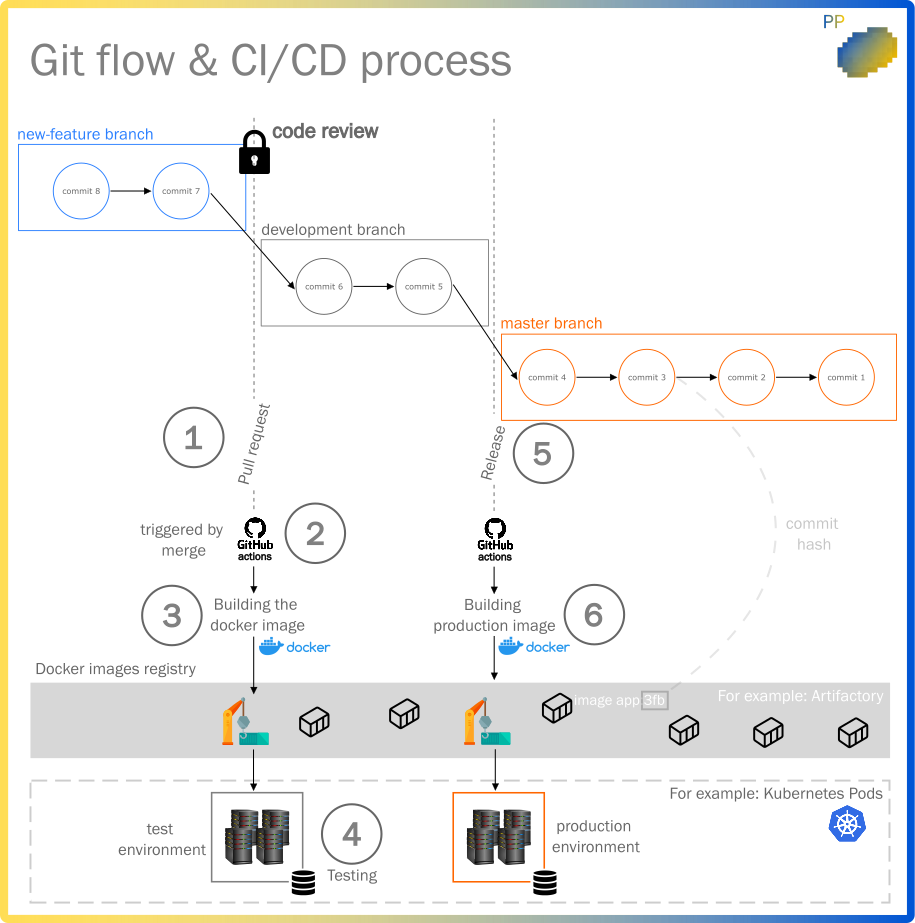 PP
Git flow & CI/CD process
code review
new-feature branch
commit 8
commit 7
development branch
commit 6
commit 5
master branch
commit 4
commit 3
commit 2
commit 1
1
Pull request
Release
5
triggered by
merge
GitHub
actions
2
GitHub
actions
commit
hash
3
Building the
docker image
docker
Building
production image
6
docker
Docker images registry
image app:3fb
For example: Artifactory
For example: Kubernetes Pods
test
environment
4
Testing
production
environment